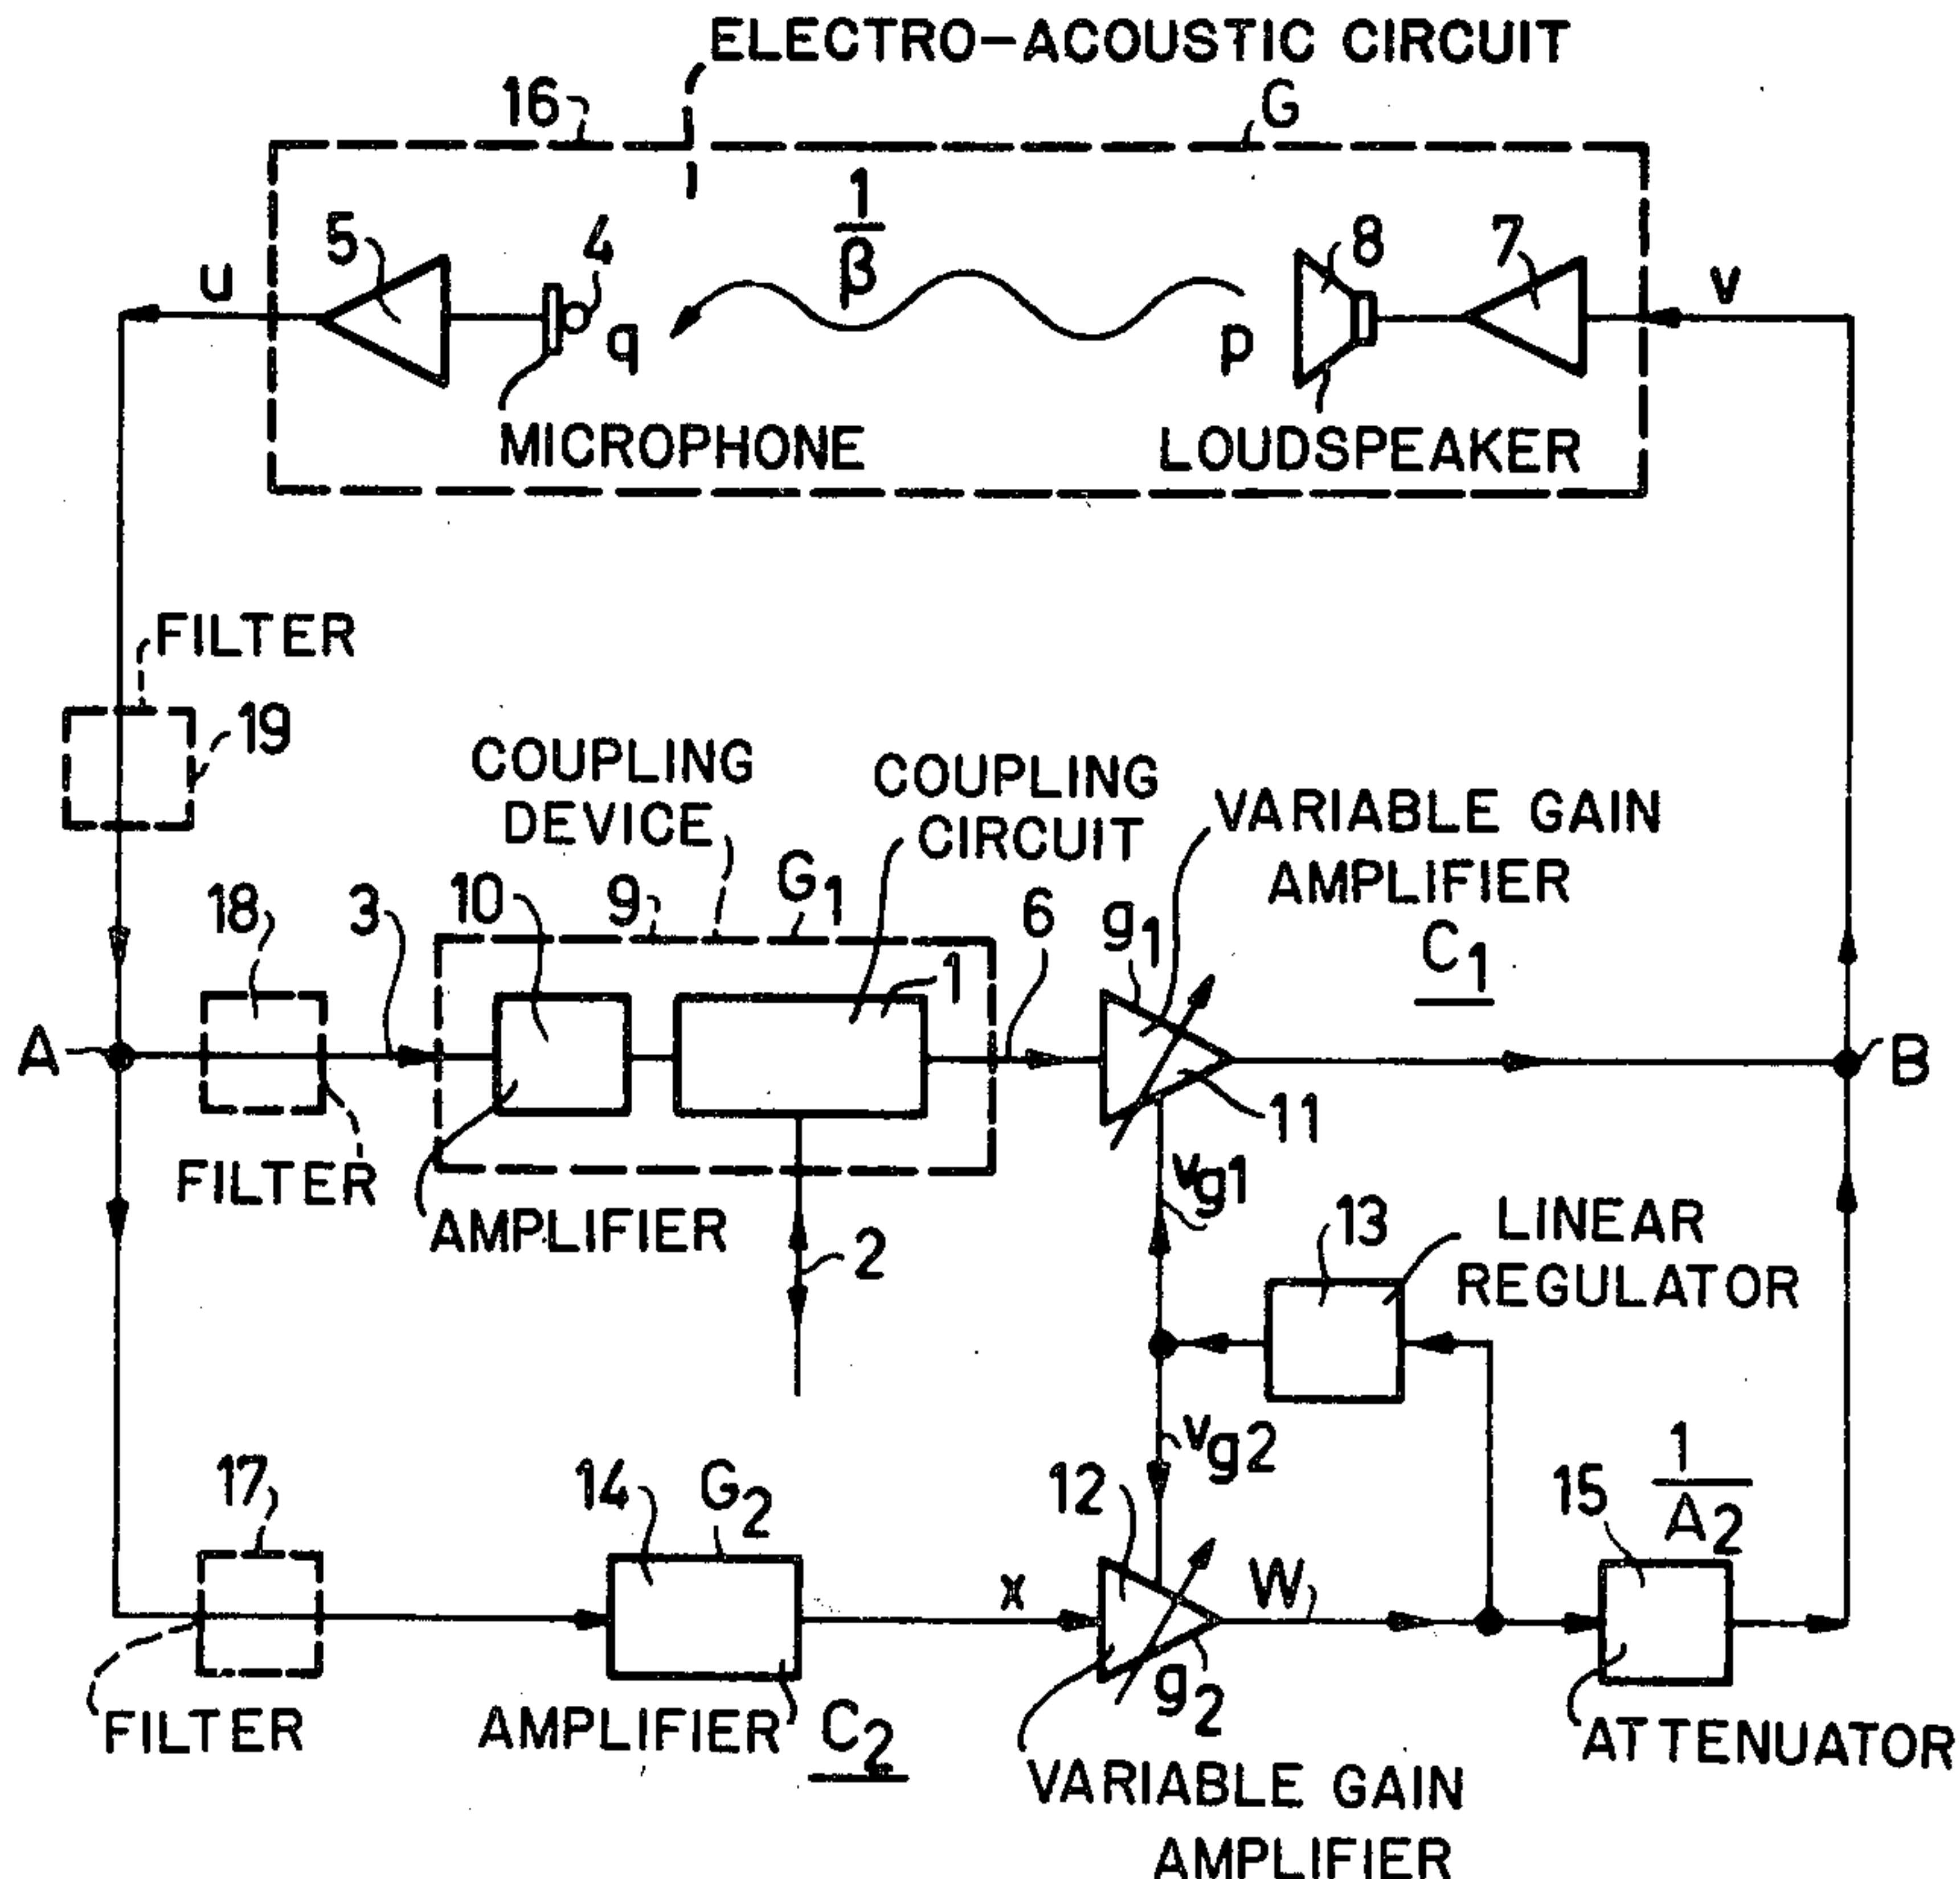 ELECTRO-ACOUSTIC CIRCUIT
16
G
1
β
5
4
8
7
U
V
q
p
MICROPHONE
LOUDSPEAKER
FILTER
19
COUPLING
DEVICE
COUPLING
CIRCUIT
VARIABLE GAIN
AMPLIFIER
18
3
10
9
G1
6
g1
C1
1
A
B
11
FILTER
AMPLIFIER
2
Vg1
13
LINEAR
REGULATOR
Vg2
17
14
G2
12
15
1
A2
X
W
g2
FILTER
AMPLIFIER
C2
ATTENUATOR
VARIABLE GAIN
AMPLIFIER